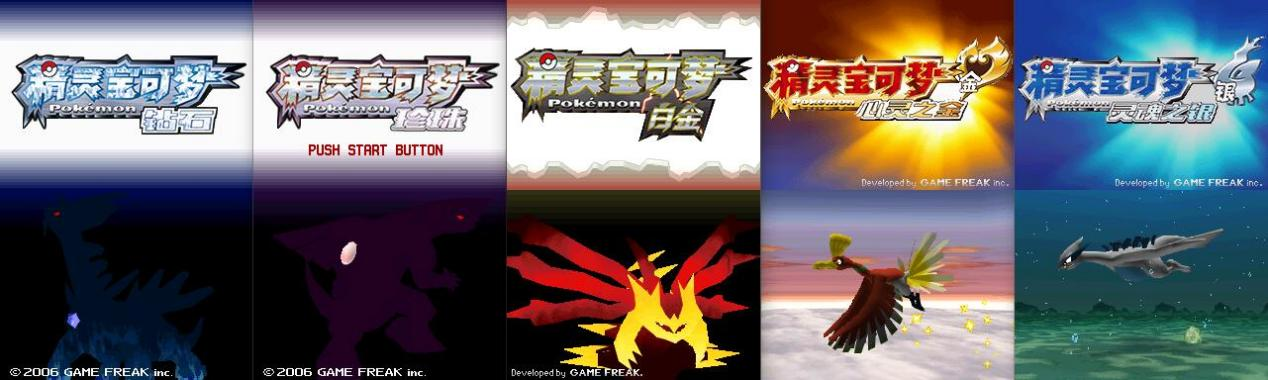 精灵宝可梦
Pokémon
钻石
© 2006 GAME FREAK inc.
精灵宝可梦
Pokémon
珍珠
PUSH START BUTTON
© 2006 GAME FREAK inc.
精灵宝可梦
Pokémon
白金
Developed by GAME FREAK.
精灵宝可梦
金
Pokémon
心灵之金
Developed by GAME FREAK inc.
精灵宝可梦
银
Pokémon
灵魂之银
Developed by GAME FREAK inc.